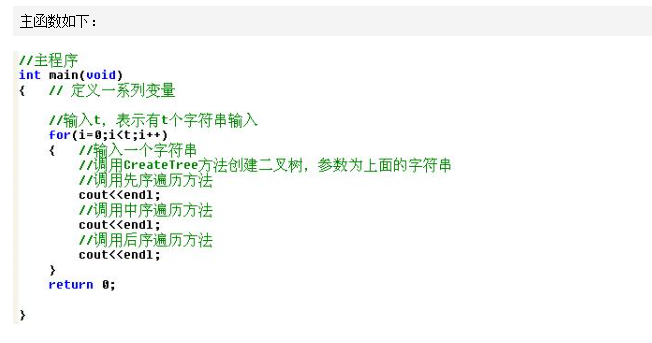 主函数如下：
//主程序
int main(void)
{   // 定义一系列变量
    //输入t，表示有t个字符串输入
    for(i=0;i<t;i++)
    {   //输入一个字符串
        //调用CreateTree方法创建二叉树，参数为上面的字符串
        //调用先序遍历方法
        cout<<endl;
        //调用中序遍历方法
        cout<<endl;
        //调用后序遍历方法
        cout<<endl;
    }
    return 0;
}